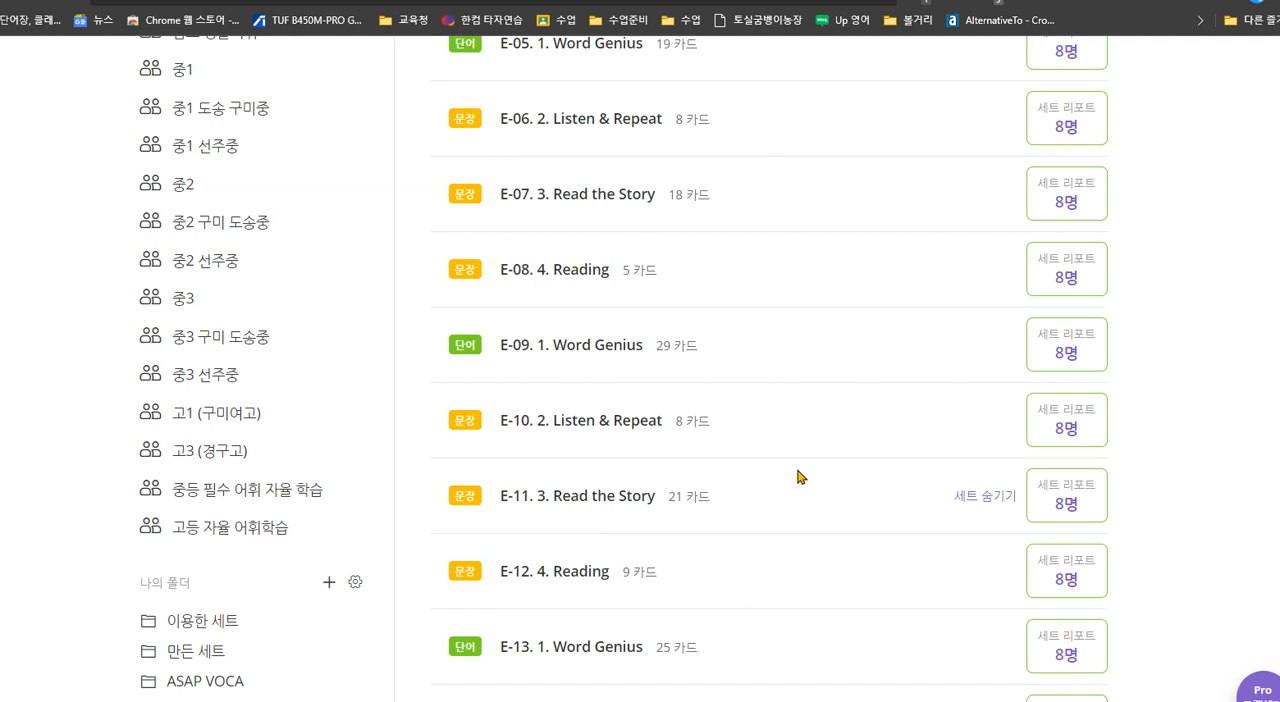 단어장, 클래... 뉴스 Chrome 웹 스토어 -... TUF B450M-PRO G... 교육청 한컴 타자연습 수업 수업준비 수업 토실굼벵이농장 Up 영어 볼거리 AlternativeTo - Cro... 다른 즐
중1
중1 도송 구미중
중1 선주중
중2
중2 구미 도송중
중2 선주중
중3
중3 구미 도송중
중3 선주중
고1 (구미여고)
고3 (경구고)
중등 필수 어휘 자율 학습
고등 자율 어휘학습
나의 폴더
이용한 세트
만든 세트
ASAP VOCA
단어 E-05. 1. Word Genius 19 카드
8명
문장 E-06. 2. Listen & Repeat 8 카드
세트 리포트
8명
문장 E-07. 3. Read the Story 18 카드
세트 리포트
8명
문장 E-08. 4. Reading 5 카드
세트 리포트
8명
단어 E-09. 1. Word Genius 29 카드
세트 리포트
8명
문장 E-10. 2. Listen & Repeat 8 카드
세트 리포트
8명
문장 E-11. 3. Read the Story 21 카드 세트 숨기기
세트 리포트
8명
문장 E-12. 4. Reading 9 카드
세트 리포트
8명
단어 E-13. 1. Word Genius 25 카드
세트 리포트
8명
Pro